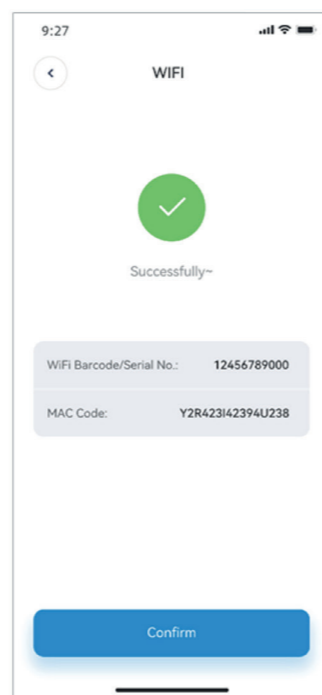 9:27
WIFI
Successfully~
WiFi Barcode/Serial No.: 12456789000
MAC Code: Y2R423I42394U238
Confirm